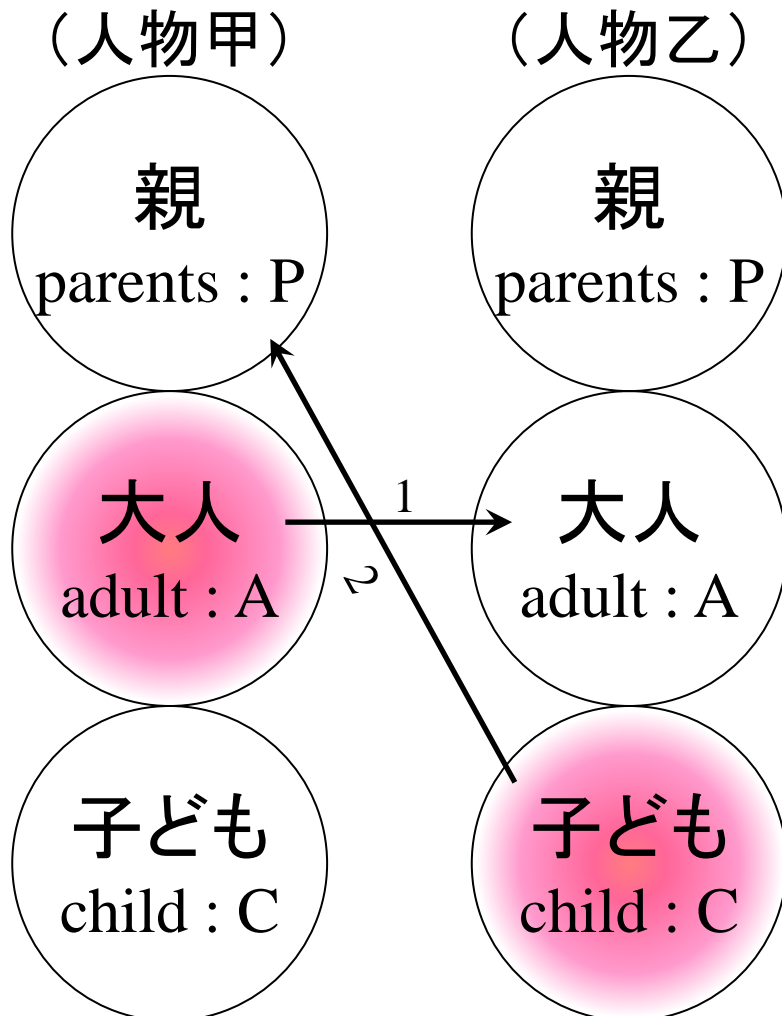 （人物甲）
親
parents : P
大人
adult : A
子ども
child : C
1
2
（人物乙）
親
parents : P
大人
adult : A
子ども
child : C